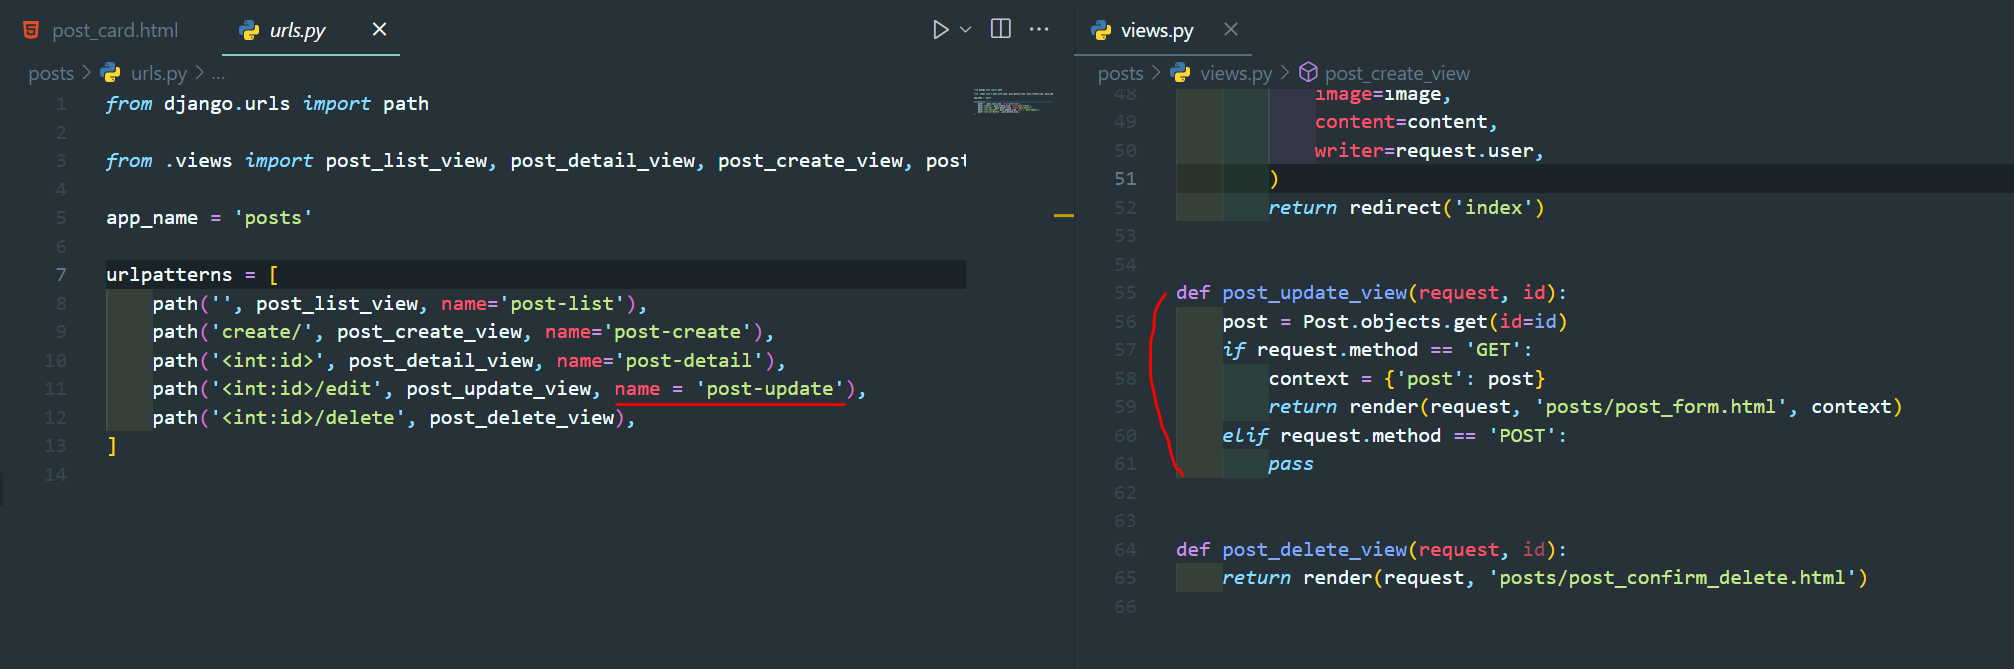 post_card.html
urls.py
posts > urls.py > ...
1 from django.urls import path
2
3 from .views import post_list_view, post_detail_view, post_create_view, post
4
5 app_name = 'posts'
6
7 urlpatterns = [
8 path('', post_list_view, name='post-list'),
9 path('create/', post_create_view, name='post-create'),
10 path('<int:id>', post_detail_view, name='post-detail'),
11 path('<int:id>/edit', post_update_view, name = 'post-update'),
12 path('<int:id>/delete', post_delete_view),
13 ]
14
views.py
posts > views.py > post_create_view
48 image=image,
49 content=content,
50 writer=request.user,
51 )
52 return redirect('index')
53
54
55 def post_update_view(request, id):
56 post = Post.objects.get(id=id)
57 if request.method == 'GET':
58 context = {'post': post}
59 return render(request, 'posts/post_form.html', context)
60 elif request.method == 'POST':
61 pass
62
63
64 def post_delete_view(request, id):
65 return render(request, 'posts/post_confirm_delete.html')
66